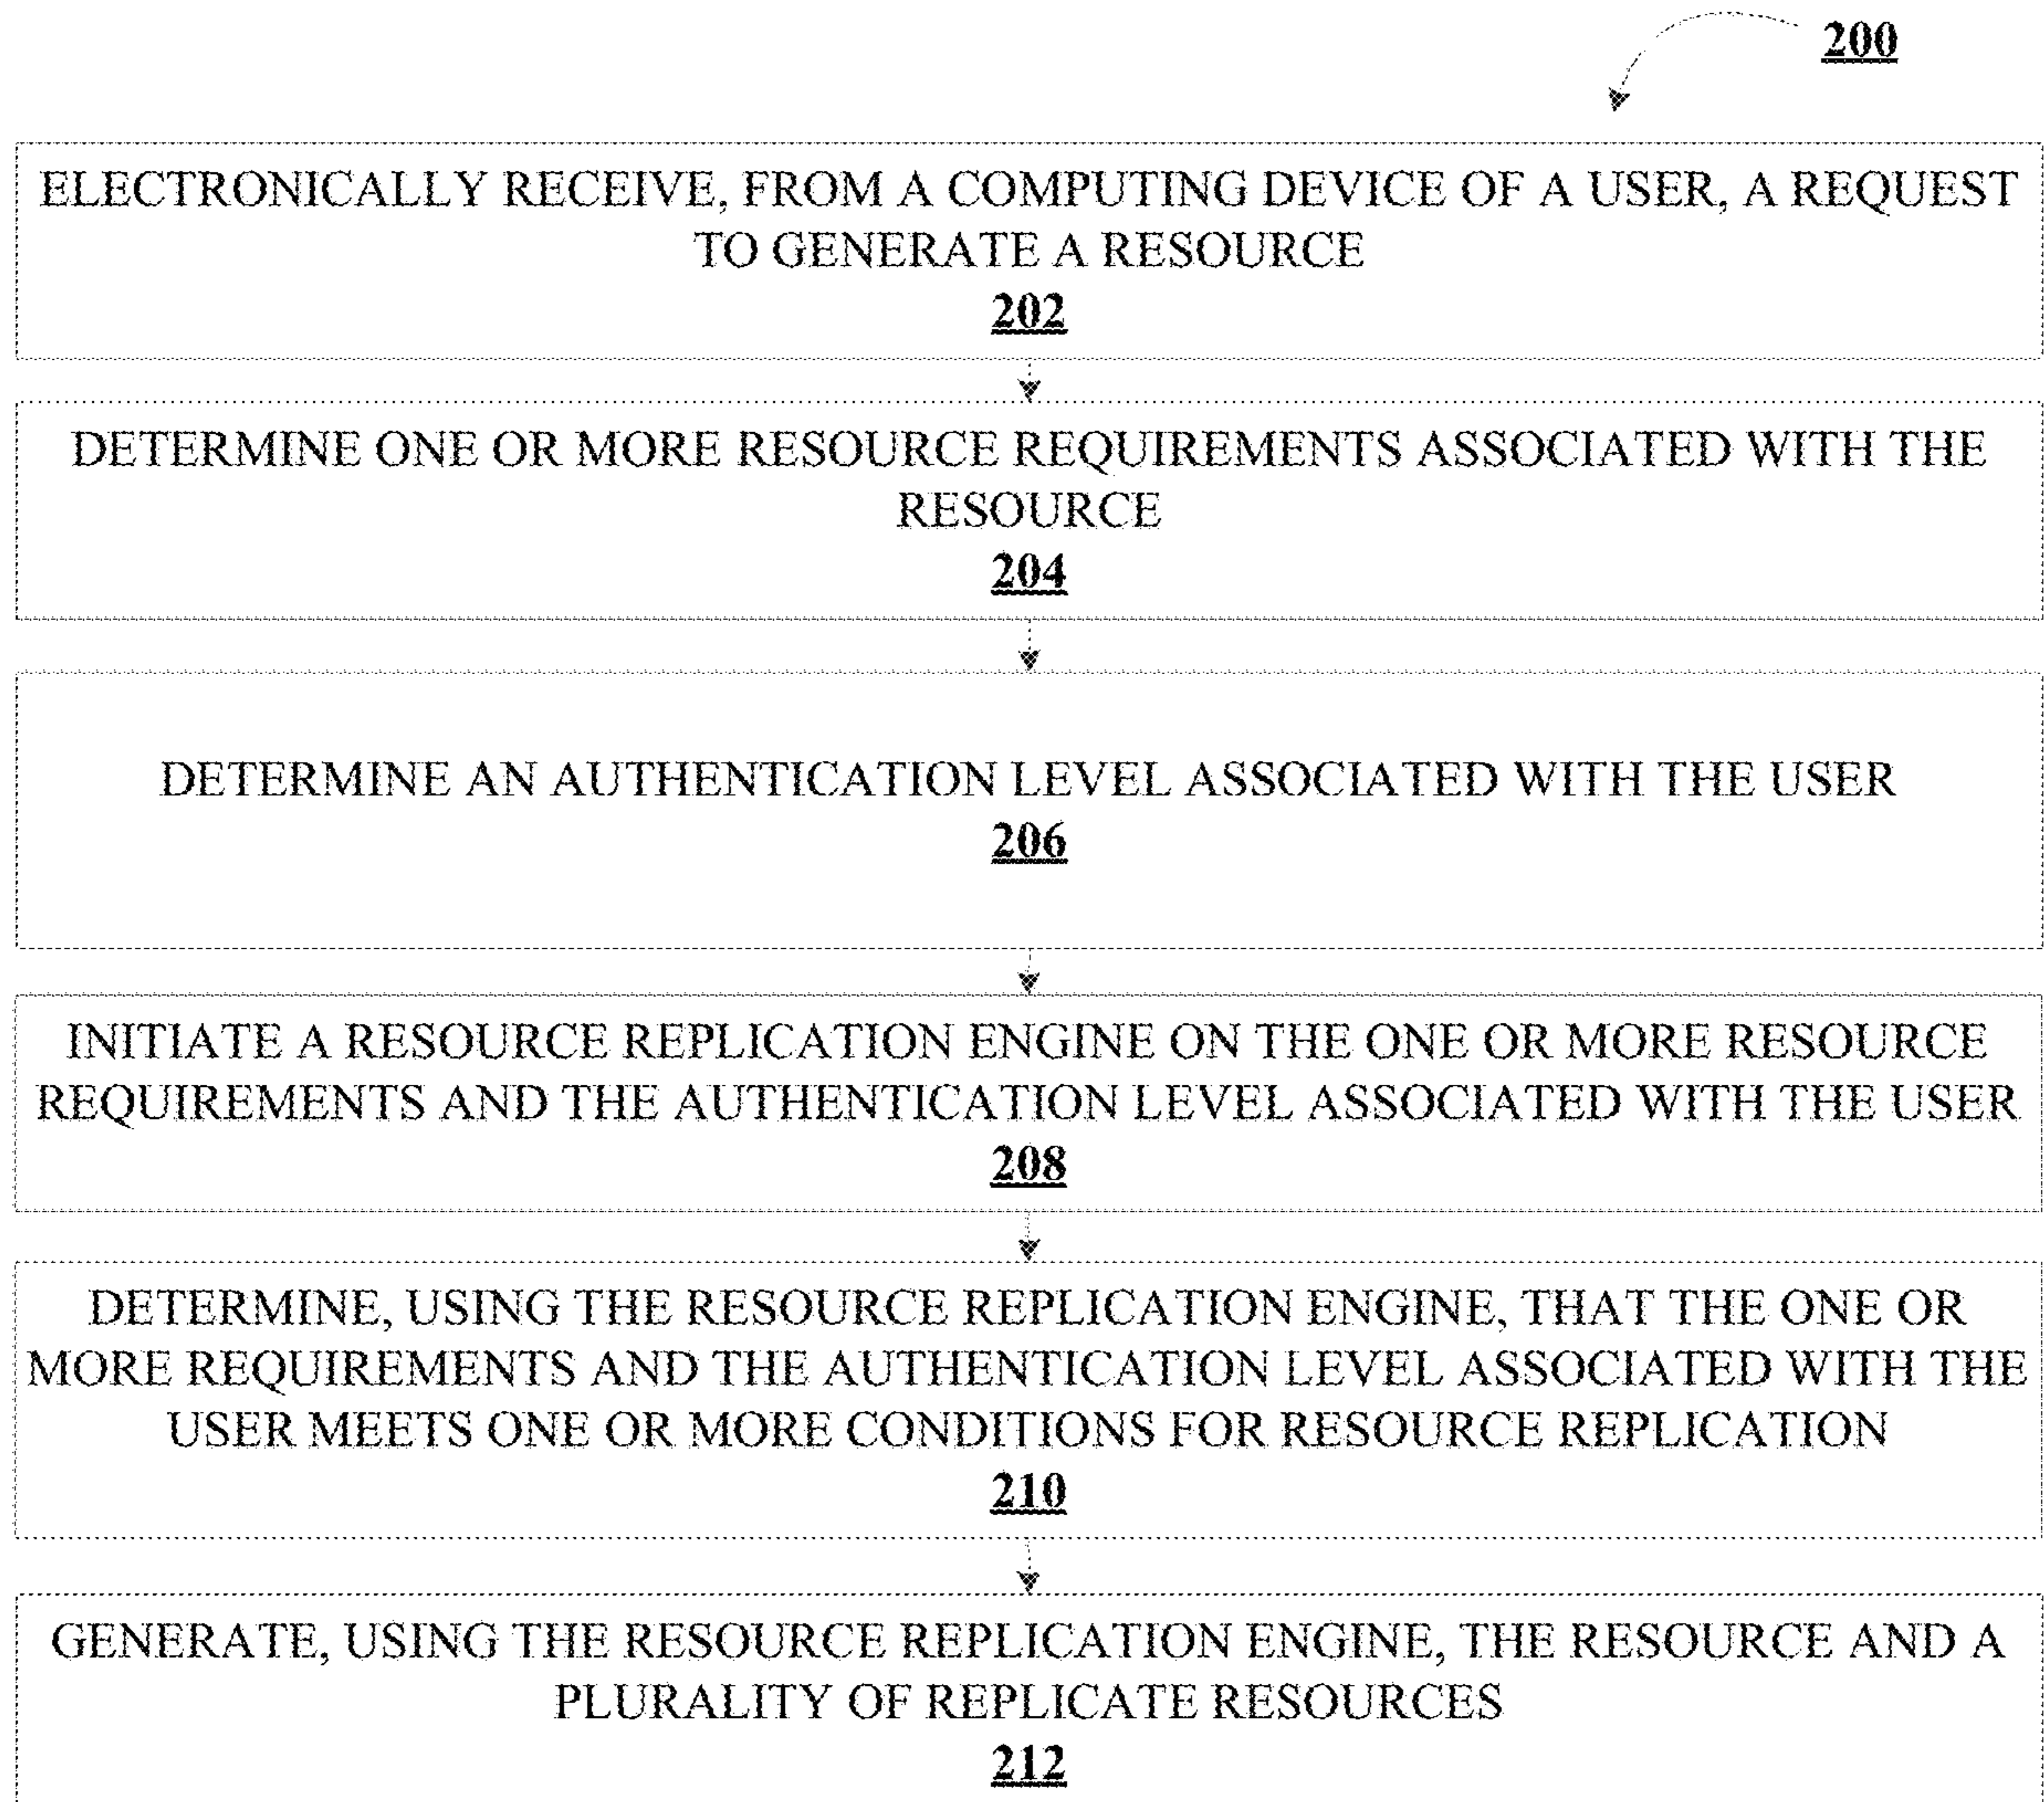 200
ELECTRONICALLY RECEIVE, FROM A COMPUTING DEVICE OF A USER, A REQUEST
TO GENERATE A RESOURCE
202
DETERMINE ONE OR MORE RESOURCE REQUIREMENTS ASSOCIATED WITH THE
RESOURCE
204
DETERMINE AN AUTHENTICATION LEVEL ASSOCIATED WITH THE USER
206
INITIATE A RESOURCE REPLICATION ENGINE ON THE ONE OR MORE RESOURCE
REQUIREMENTS AND THE AUTHENTICATION LEVEL ASSOCIATED WITH THE USER
208
DETERMINE, USING THE RESOURCE REPLICATION ENGINE, THAT THE ONE OR
MORE REQUIREMENTS AND THE AUTHENTICATION LEVEL ASSOCIATED WITH THE
USER MEETS ONE OR MORE CONDITIONS FOR RESOURCE REPLICATION
210
GENERATE, USING THE RESOURCE REPLICATION ENGINE, THE RESOURCE AND A
PLURALITY OF REPLICATE RESOURCES
212